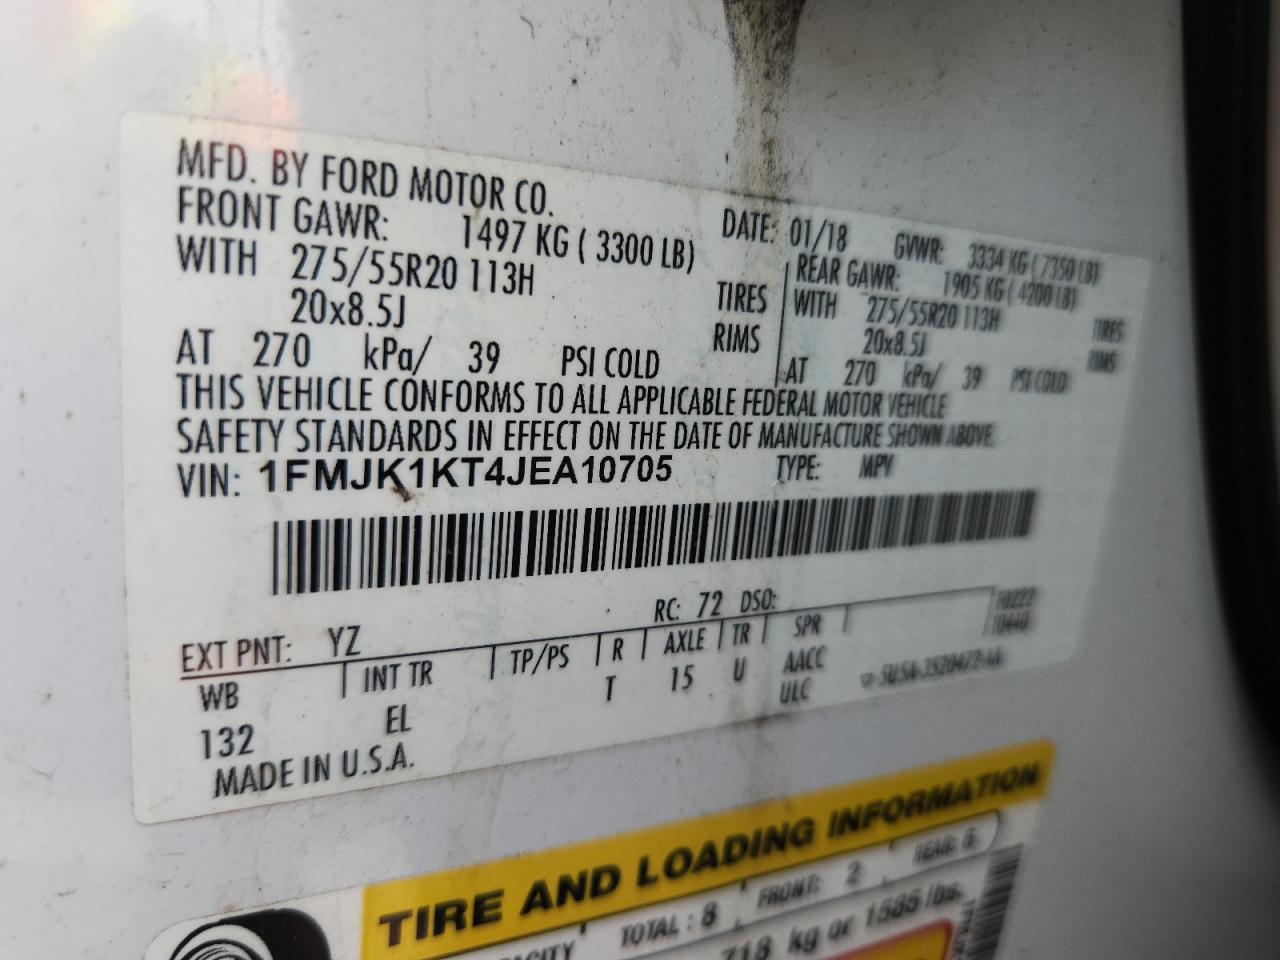 MFD. BY FORD MOTOR CO.
DATE: 01/18 GVWR: 3334 KG ( 7350 LB)
FRONT GAWR: 1497 KG ( 3300 LB)
REAR GAWR: 1905 KG ( 4200 LB)
WITH 275/55R20 113H TIRES
WITH 275/55R20 113H TIRES
20x8.5J RIMS
20x8.5J RIMS
AT 270 kPa/ 39 PSI COLD
AT 270 kPa/ 39 PSI COLD
THIS VEHICLE CONFORMS TO ALL APPLICABLE FEDERAL MOTOR VEHICLE
SAFETY STANDARDS IN EFFECT ON THE DATE OF MANUFACTURE SHOWN ABOVE.
VIN: 1FMJK1KT4JEA10705 TYPE: MPV
EXT PNT: YZ RC: 72 DSO:
WB INT TR TP/PS R AXLE TR SPR
132 EL T 15 U AACC
ULC
MADE IN U.S.A.
TIRE AND LOADING INFORMATION
TOTAL : 8 FRONT: 2 REAR: 6
718 kg or 1585 lbs.